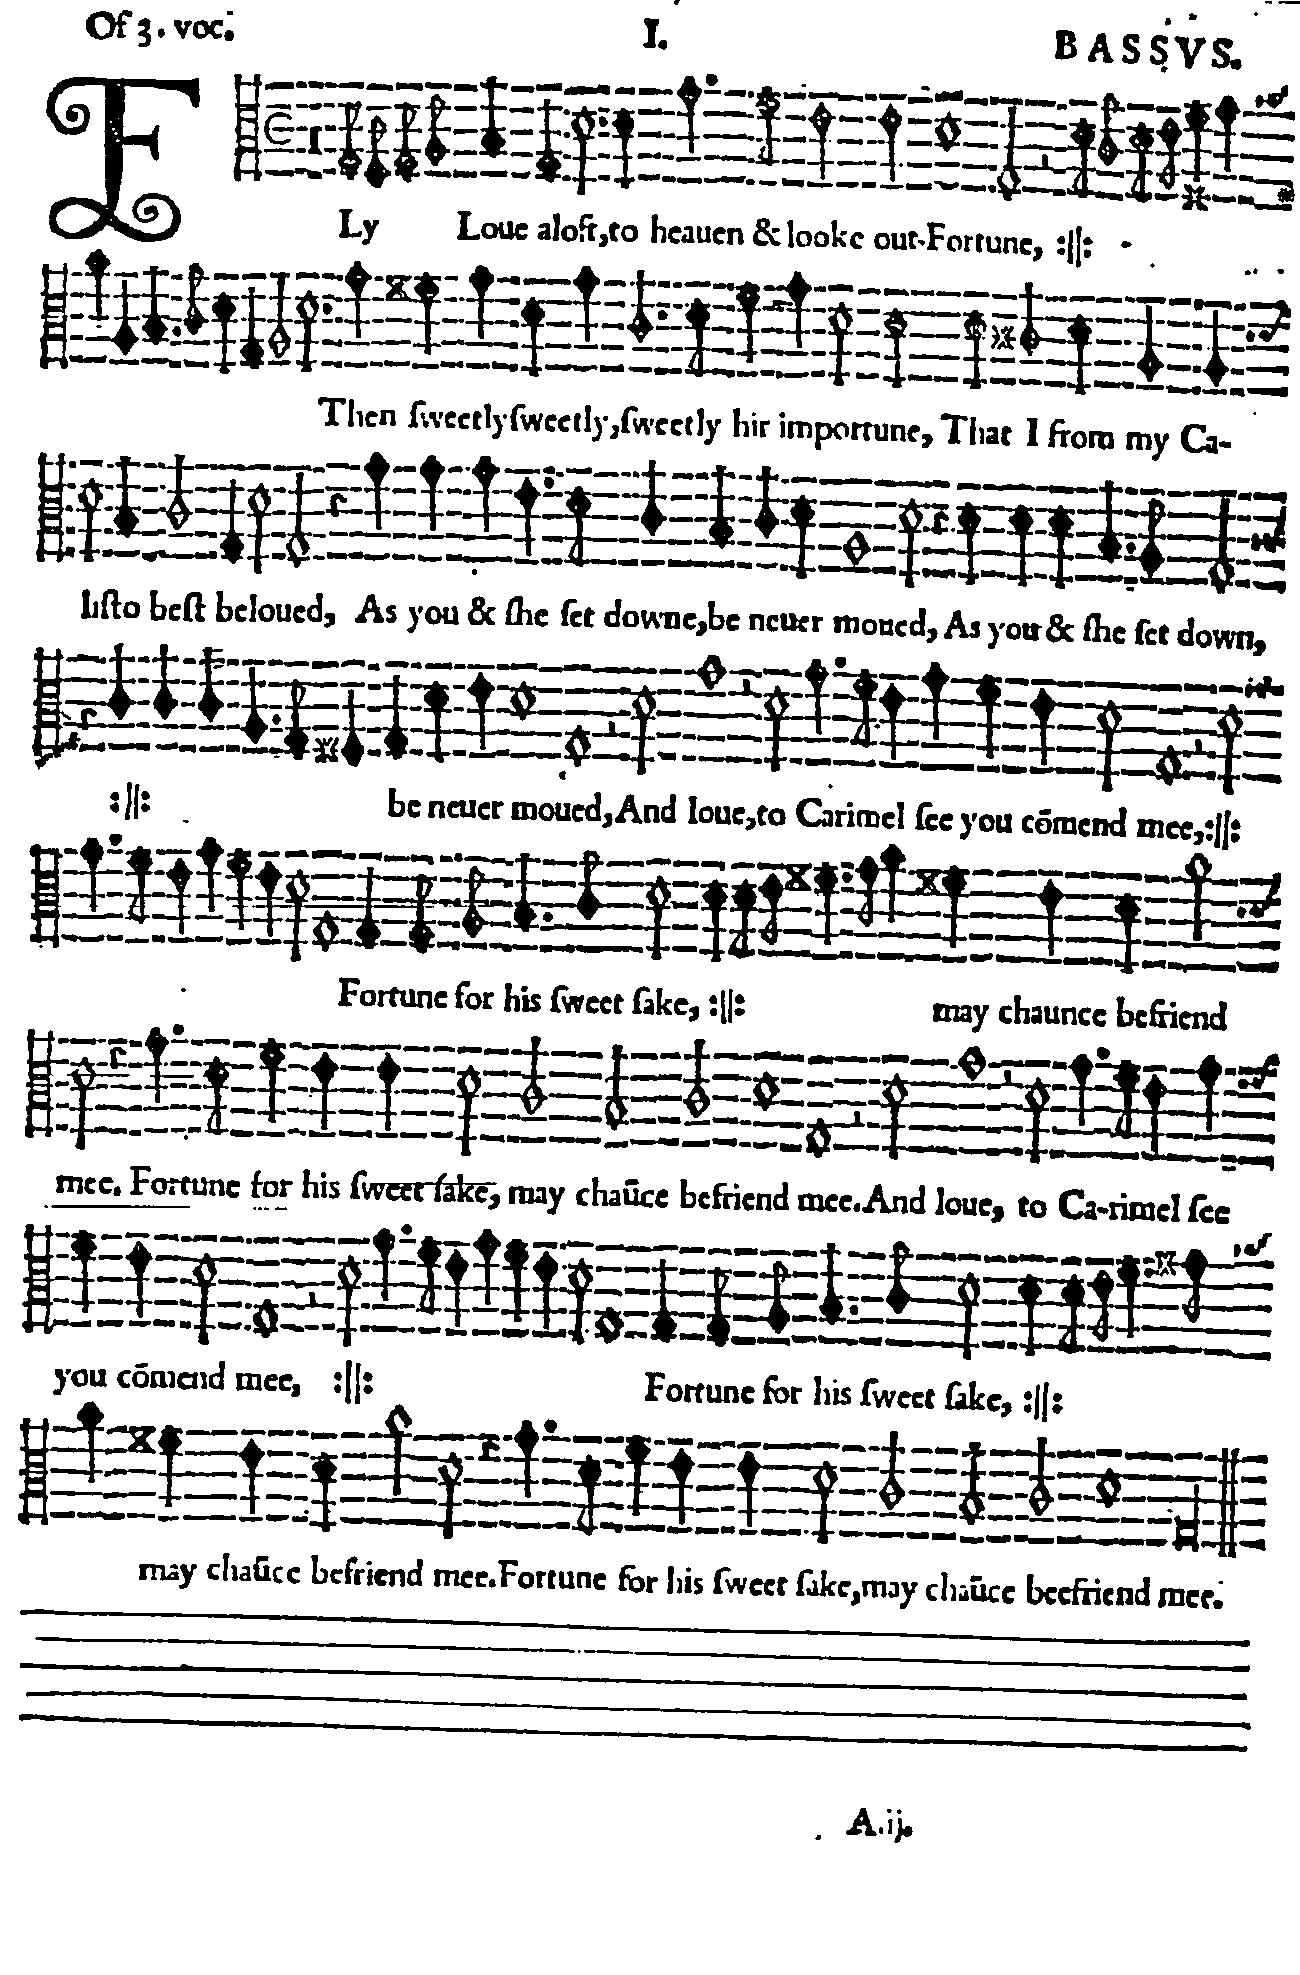 Of 3. voc. I. BASSVS.
FLy Loue aloft,to heauen & looke out Fortune, :||:
Then ſweetly ſweetly,ſweetly hir importune, That I from my Ca-
liſto beſt beloued, As you & ſhe ſet downe,be neuer moued, As you & ſhe ſet down,
:||: be neuer moued,And loue,to Carimel ſee you cōmend mee,:||:
Fortune for his ſweet ſake, :||: may chaunce befriend
mee. Fortune for his ſweet ſake, may chaūce befriend mee.And loue, to Ca-rimel ſee
you cōmend mee, :||: Fortune for his ſweet ſake, :||:
may chaūce befriend mee.Fortune for his ſweet ſake,may chaūce beefriend mee.
A.ij.